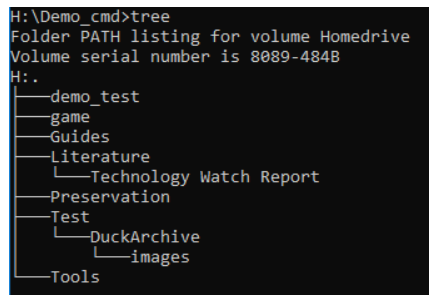 H:\Demo_cmd>tree
Folder PATH listing for volume Homedrive
Volume serial number is 8089-484B
H:.
├───demo_test
├───game
├───Guides
├───Literature
│   └───Technology Watch Report
├───Preservation
├───Test
│   └───DuckArchive
│       └───images
└───Tools